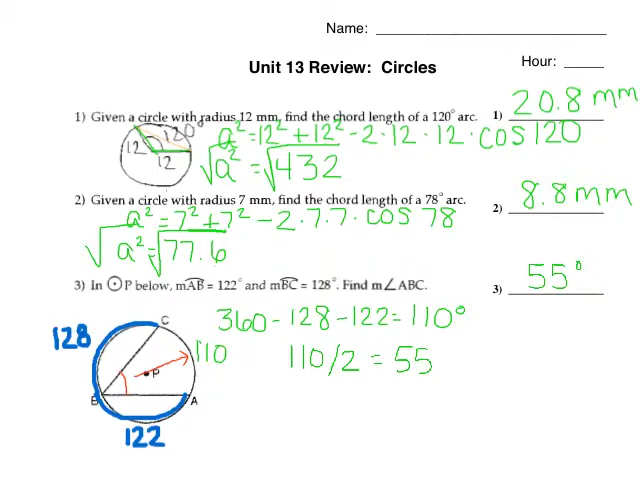 Name:
Unit 13 Review: Circles
Hour:
1) Given a circle with radius 12 mm, find the chord length of a 120° arc.
1) 20.8 mm
12 120° 12
a² = 12² + 12² - 2 · 12 · 12 · cos 120
√a² = √432
2) Given a circle with radius 7 mm, find the chord length of a 78° arc.
2) 8.8 mm
a² = 7² + 7² - 2 · 7 · 7 · cos 78
√a² = √77.6
3) In ⊙P below, mAB = 122° and mBC = 128°. Find m∠ABC.
3) 55°
360 - 128 - 122 = 110°
110/2 = 55
C
128
110
P
B A
122